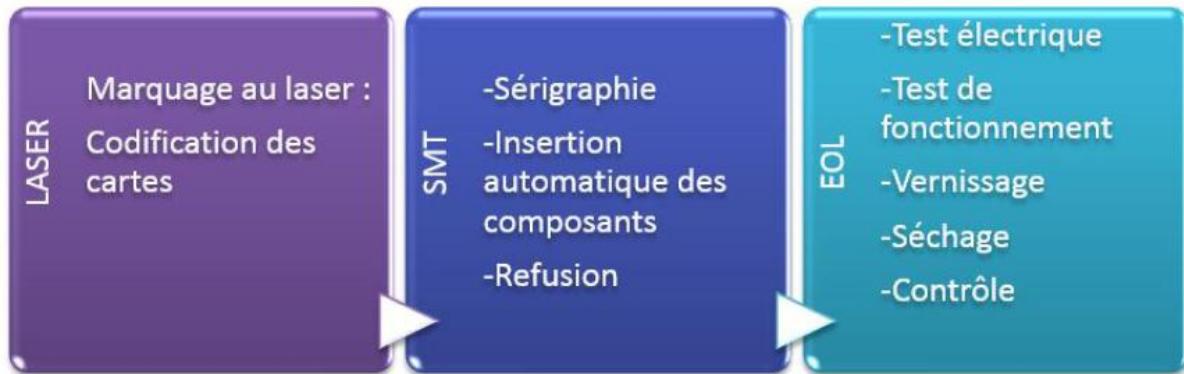 LASER
Marquage au laser :
Codification des
cartes
SMT
-Sérigraphie
-Insertion
automatique des
composants
-Refusion
EOL
-Test électrique
-Test de
fonctionnement
-Vernissage
-Séchage
-Contrôle